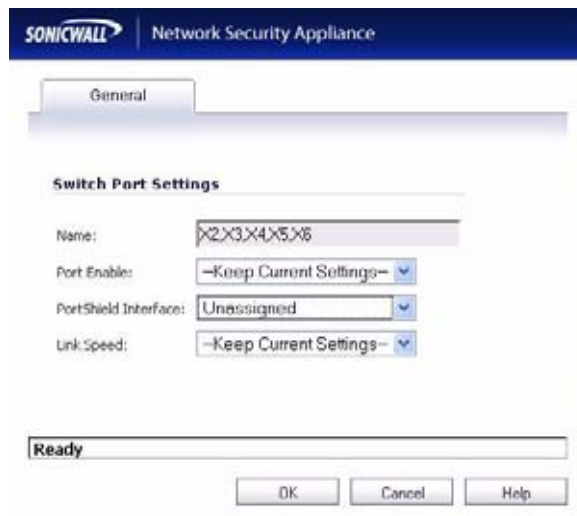 SONICWALL Network Security Appliance
General
Switch Port Settings
Name: X2,X3,X4,X5,X6
Port Enable: --Keep Current Settings--
PortShield Interface: Unassigned
Link Speed: --Keep Current Settings--
Ready
OK Cancel Help